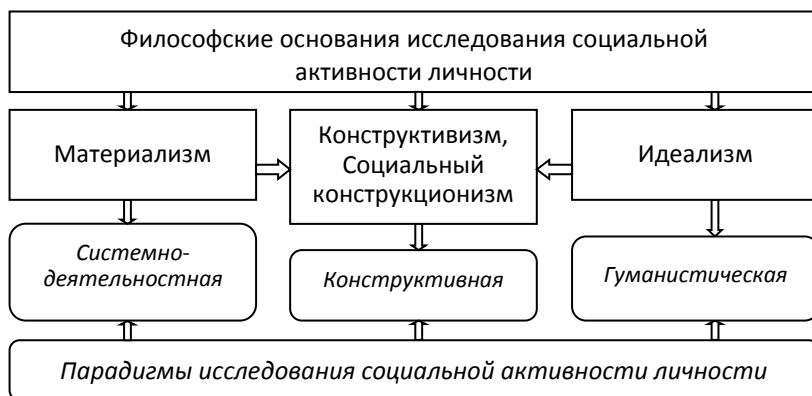 Философские основания исследования социальной
активности личности
Материализм
Конструктивизм,
Социальный
конструкционизм
Идеализм
Системно-
деятельностная
Конструктивная
Гуманистическая
Парадигмы исследования социальной активности личности